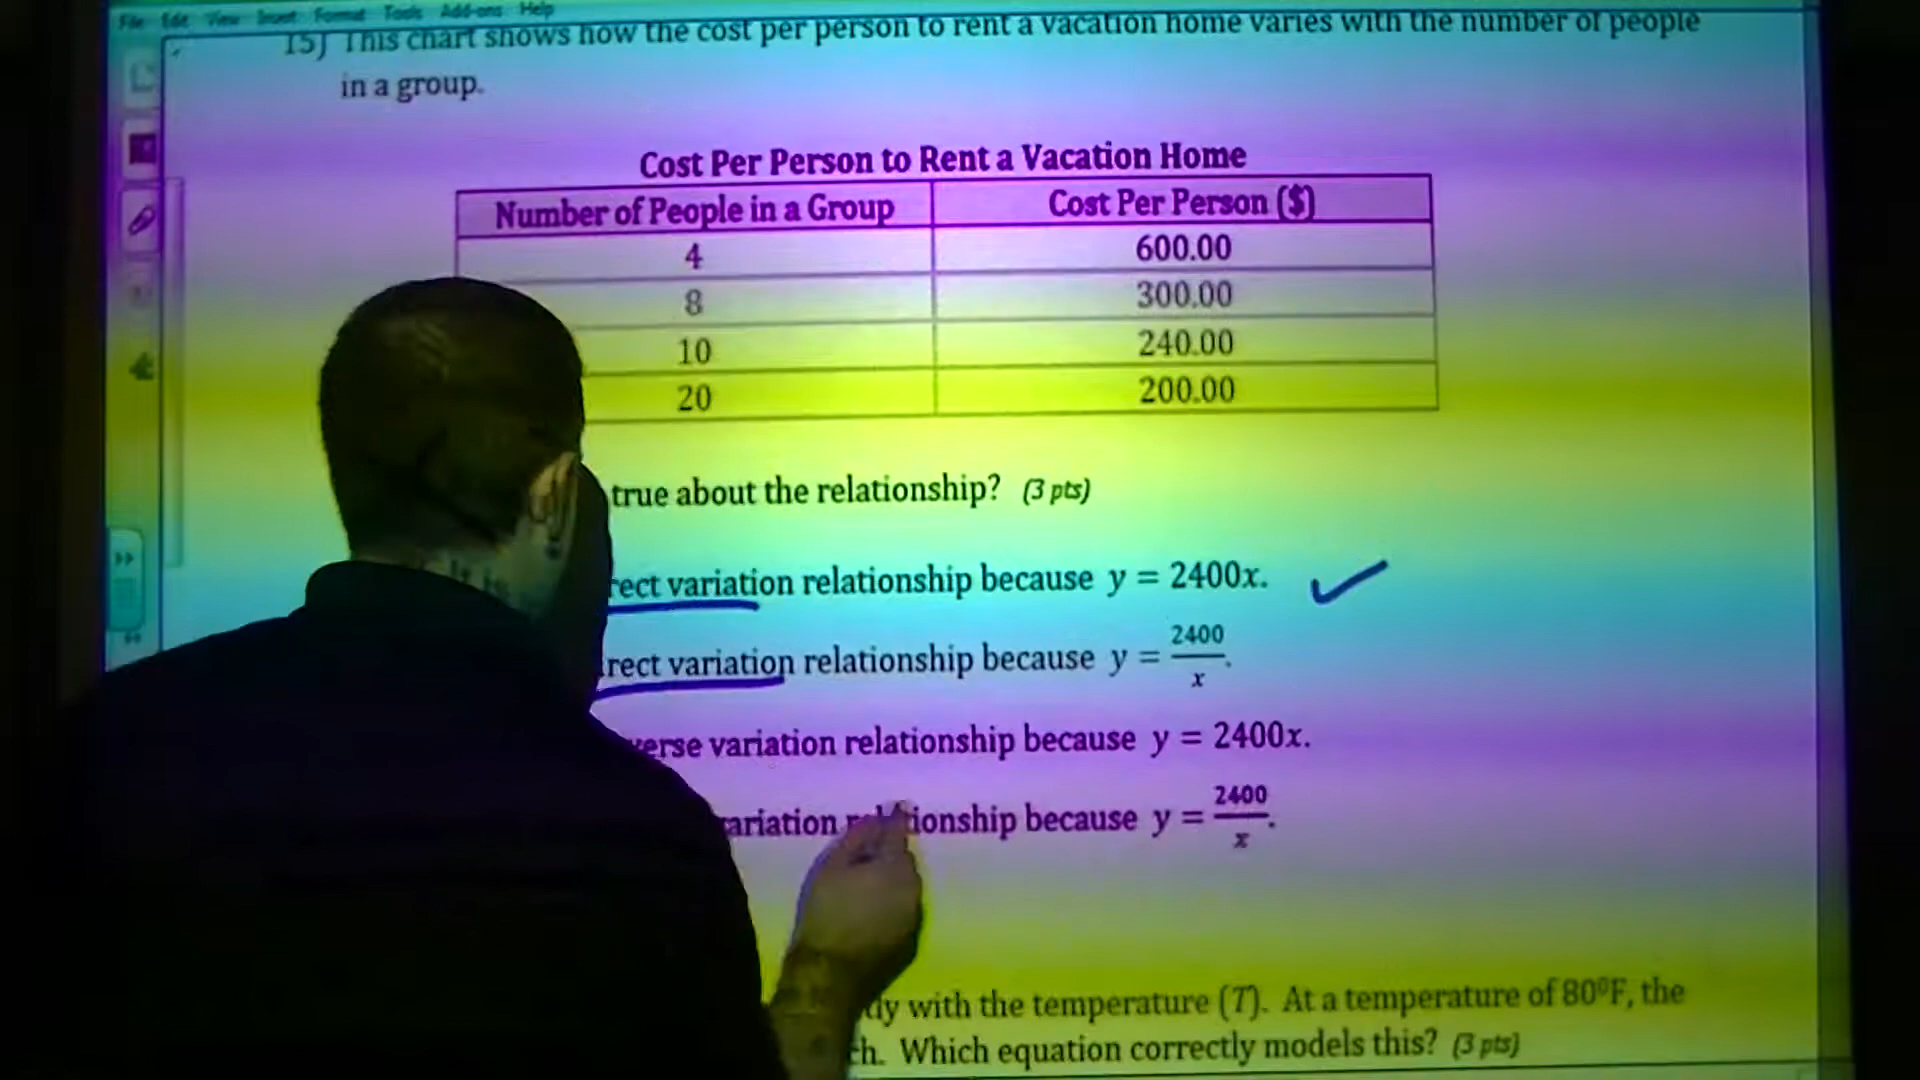 File Edit View Insert Format Tools Add-ons Help
15) This chart shows how the cost per person to rent a vacation home varies with the number of people
in a group.
Cost Per Person to Rent a Vacation Home
Number of People in a Group Cost Per Person ($)
4 600.00
8 300.00
10 240.00
20 200.00
true about the relationship? (3 pts)
rect variation relationship because y = 2400x.
rect variation relationship because y = 2400/x.
verse variation relationship because y = 2400x.
ariation relationship because y = 2400/x.
ly with the temperature (T). At a temperature of 80°F, the
h. Which equation correctly models this? (3 pts)